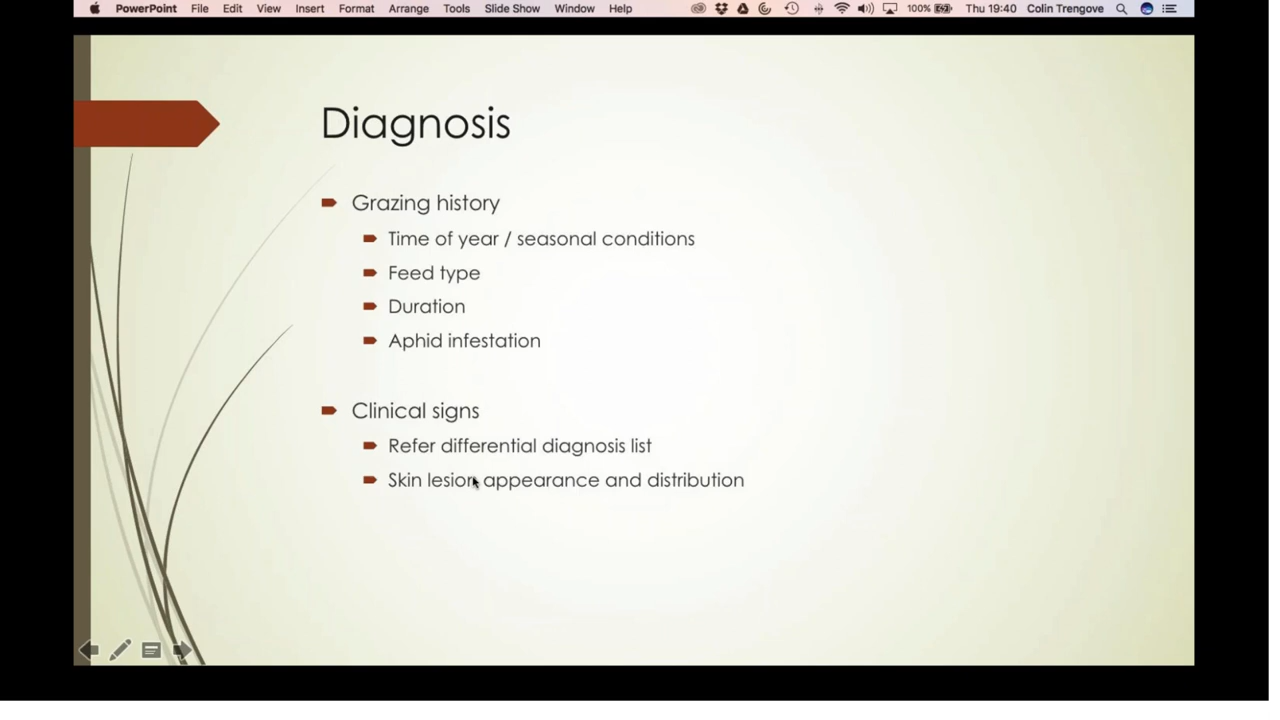 PowerPoint File Edit View Insert Format Arrange Tools Slide Show Window Help 100% Thu 19:40 Colin Trengove
Diagnosis
Grazing history
Time of year / seasonal conditions
Feed type
Duration
Aphid infestation
Clinical signs
Refer differential diagnosis list
Skin lesion appearance and distribution